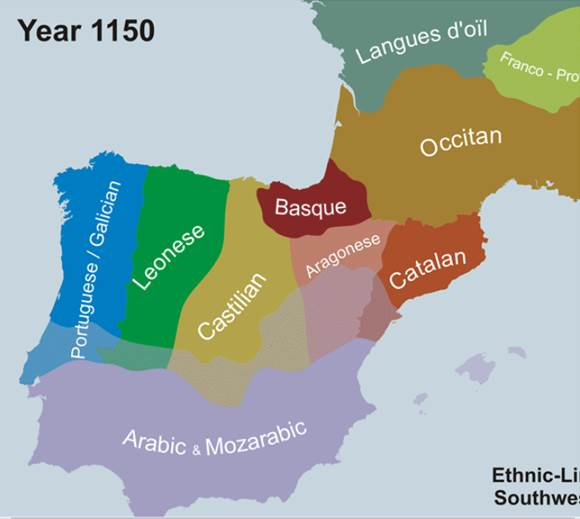 Year 1150
Langues d'oïl
Franco - Pro
Occitan
Basque
Portuguese / Galician
Leonese
Castilian
Aragonese
Catalan
Arabic & Mozarabic
Ethnic-Li
Southwes